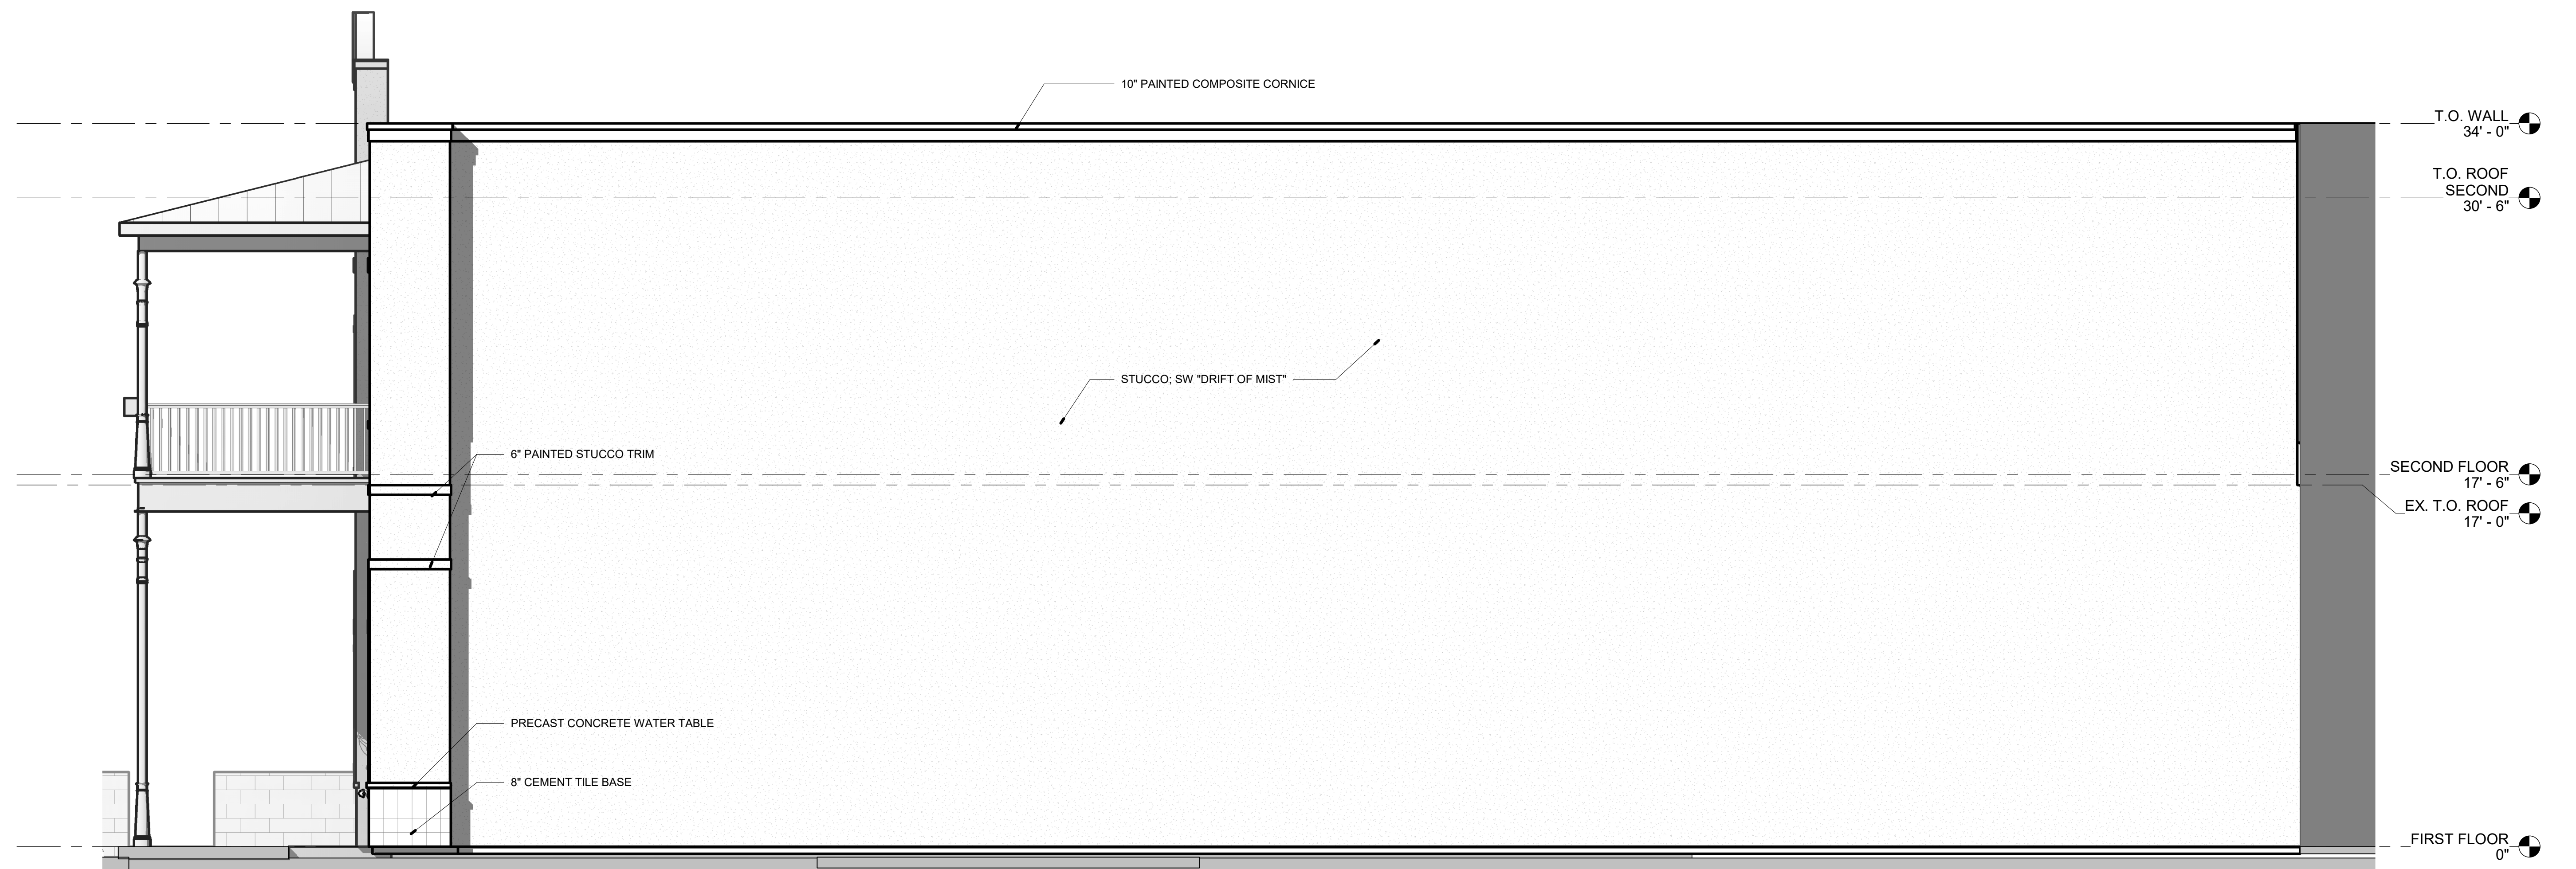 10" PAINTED COMPOSITE CORNICE
T.O. WALL
34' - 0"
T.O. ROOF
SECOND
30' - 6"
STUCCO; SW "DRIFT OF MIST"
6" PAINTED STUCCO TRIM
SECOND FLOOR
17' - 6"
EX. T.O. ROOF
17' - 0"
PRECAST CONCRETE WATER TABLE
8" CEMENT TILE BASE
FIRST FLOOR
0"